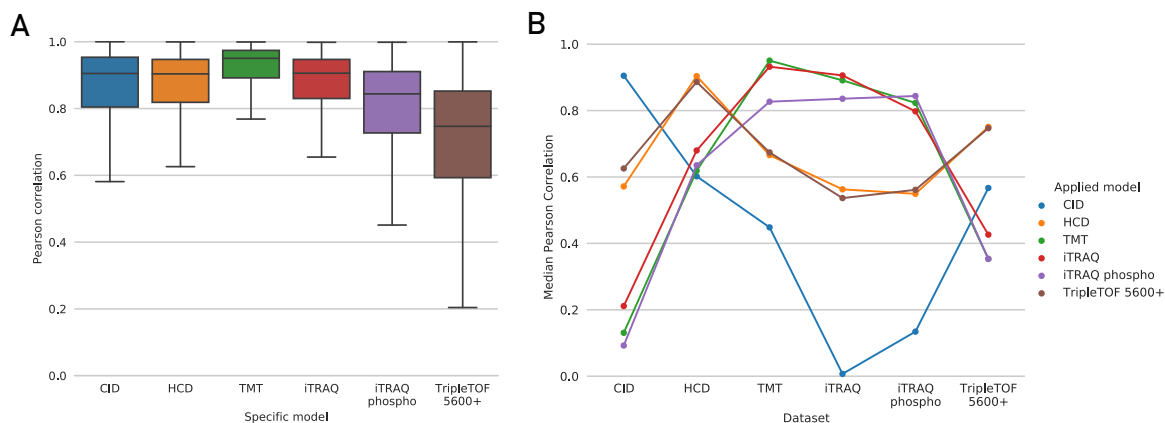 A
1.0
0.8
0.6
0.4
0.2
0.0
Pearson correlation
CID
HCD
TMT
iTRAQ
iTRAQ
phospho
TripleTOF
5600+
Specific model
B
1.0
0.8
0.6
0.4
0.2
0.0
Median Pearson Correlation
CID
HCD
TMT
iTRAQ
iTRAQ
phospho
TripleTOF
5600+
Dataset
Applied model
CID
HCD
TMT
iTRAQ
iTRAQ phospho
TripleTOF 5600+